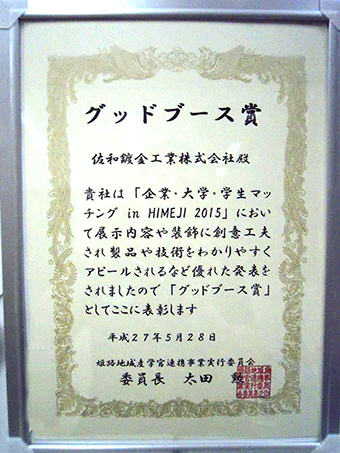 グッドブース賞
佐和鍍金工業株式会社殿
貴社は「企業・大学・学生マッ
チング in HIMEJI 2015」におい
て展示内容や装飾に創意工夫
され製品や技術をわかりやすく
アピールされるなど優れた発表を
されましたので「グッドブース賞」
としてここに表彰します
平成27年5月28日
姫路地域産学官連携事業実行委員会
委員長 太田 勲